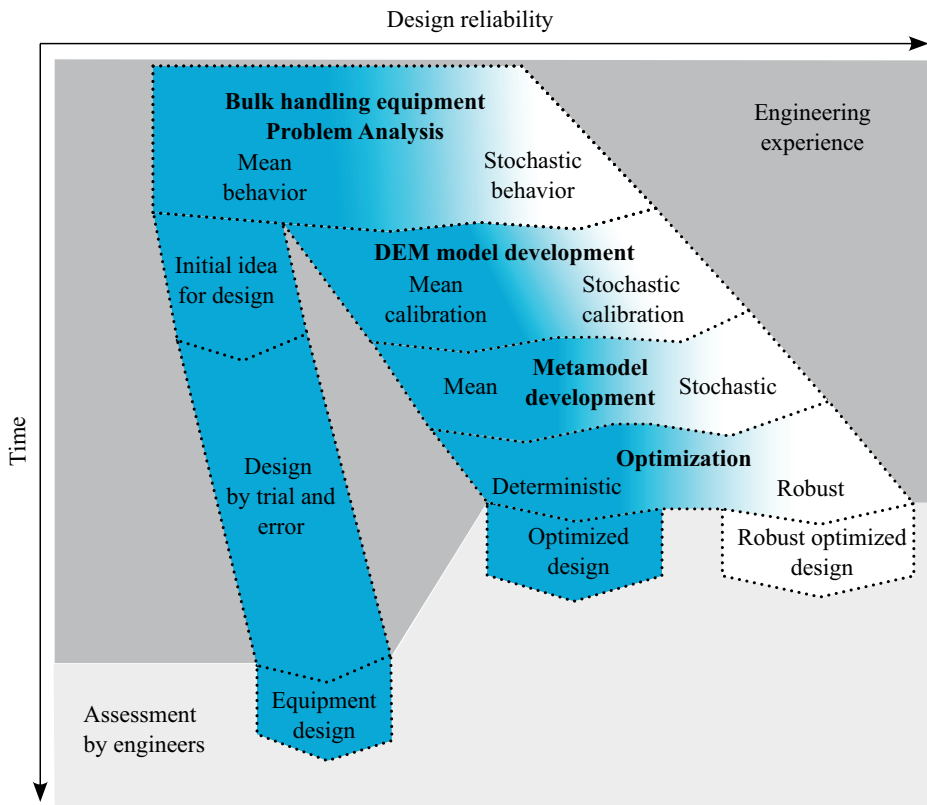 Design reliability
Time
Bulk handling equipment
Problem Analysis
Mean
behavior
Stochastic
behavior
Engineering
experience
Initial idea
for design
DEM model development
Mean
calibration
Stochastic
calibration
Mean
Metamodel
development
Stochastic
Design
by trial and
error
Optimization
Deterministic
Robust
Optimized
design
Robust optimized
design
Equipment
design
Assessment
by engineers